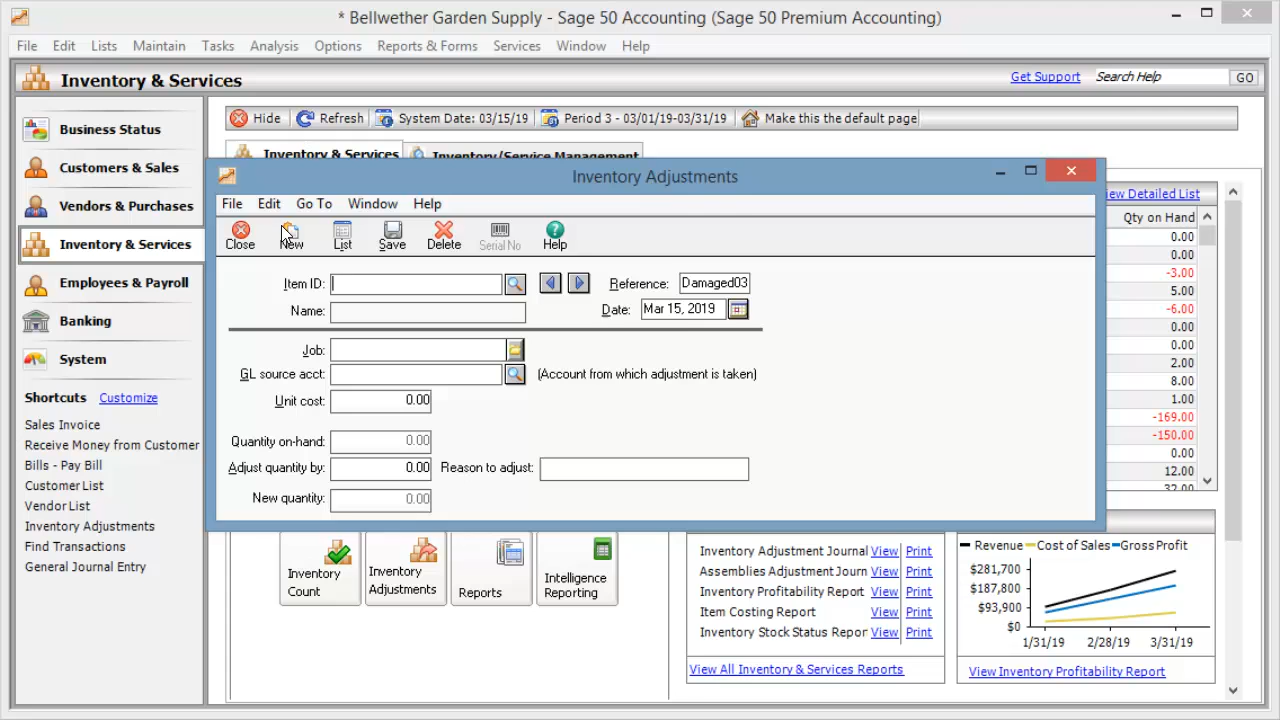 * Bellwether Garden Supply - Sage 50 Accounting (Sage 50 Premium Accounting)
File Edit Lists Maintain Tasks Analysis Options Reports & Forms Services Window Help
Inventory & Services
Get Support Search Help GO
Business Status
Customers & Sales
Vendors & Purchases
Inventory & Services
Employees & Payroll
Banking
System
Shortcuts Customize
Sales Invoice
Receive Money from Customer
Bills - Pay Bill
Customer List
Vendor List
Inventory Adjustments
Find Transactions
General Journal Entry
Hide Refresh System Date: 03/15/19 Period 3 - 03/01/19-03/31/19 Make this the default page
Inventory & Services Inventory/Service Management
Inventory Adjustments
File Edit Go To Window Help
Close New List Save Delete Serial No Help
Item ID: Reference: Damaged03
Name: Date: Mar 15, 2019
Job:
GL source acct: (Account from which adjustment is taken)
Unit cost: 0.00
Quantity on-hand: 0.00
Adjust quantity by: 0.00 Reason to adjust:
New quantity: 0.00
iew Detailed List
Qty on Hand
0.00
0.00
-3.00
5.00
-6.00
0.00
0.00
2.00
8.00
1.00
-169.00
-150.00
0.00
12.00
32.00
Inventory Count
Inventory Adjustments
Reports
Intelligence Reporting
Inventory Adjustment Journal View Print
Assemblies Adjustment Journ View Print
Inventory Profitability Report View Print
Item Costing Report View Print
Inventory Stock Status Repor View Print
View All Inventory & Services Reports
Revenue Cost of Sales Gross Profit
$281,700
$187,800
$93,900
$0
1/31/19 2/28/19 3/31/19
View Inventory Profitability Report